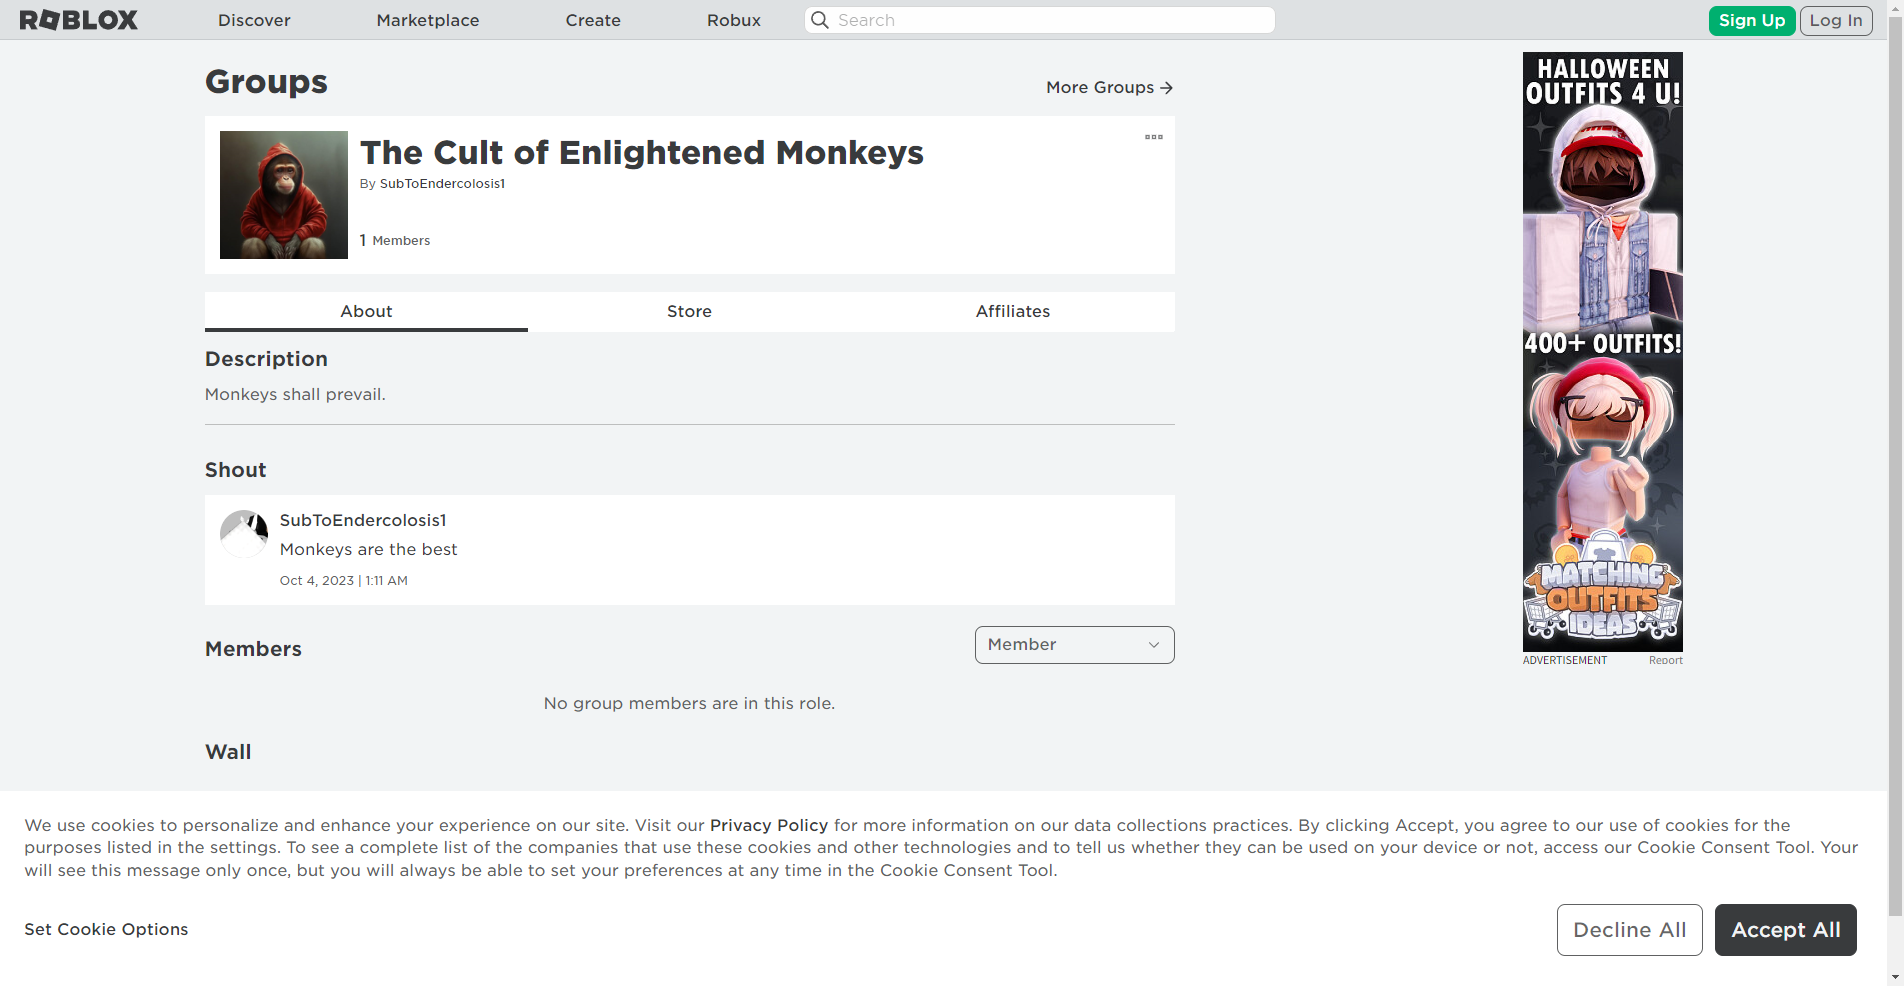 ROBLOX
Discover
Marketplace
Create
Robux
Search
Sign Up
Log In
Groups
More Groups →
The Cult of Enlightened Monkeys
By SubToEndercolosis1
1 Members
About
Store
Affiliates
Description
Monkeys shall prevail.
Shout
SubToEndercolosis1
Monkeys are the best
Oct 4, 2023 | 1:11 AM
Members
Member
No group members are in this role.
Wall
HALLOWEEN
OUTFITS 4 U!
400+ OUTFITS!
MATCHING
OUTFITS
IDEAS
ADVERTISEMENT
Report
We use cookies to personalize and enhance your experience on our site. Visit our Privacy Policy for more information on our data collections practices. By clicking Accept, you agree to our use of cookies for the
purposes listed in the settings. To see a complete list of the companies that use these cookies and other technologies and to tell us whether they can be used on your device or not, access our Cookie Consent Tool. Your
will see this message only once, but you will always be able to set your preferences at any time in the Cookie Consent Tool.
Set Cookie Options
Decline All
Accept All